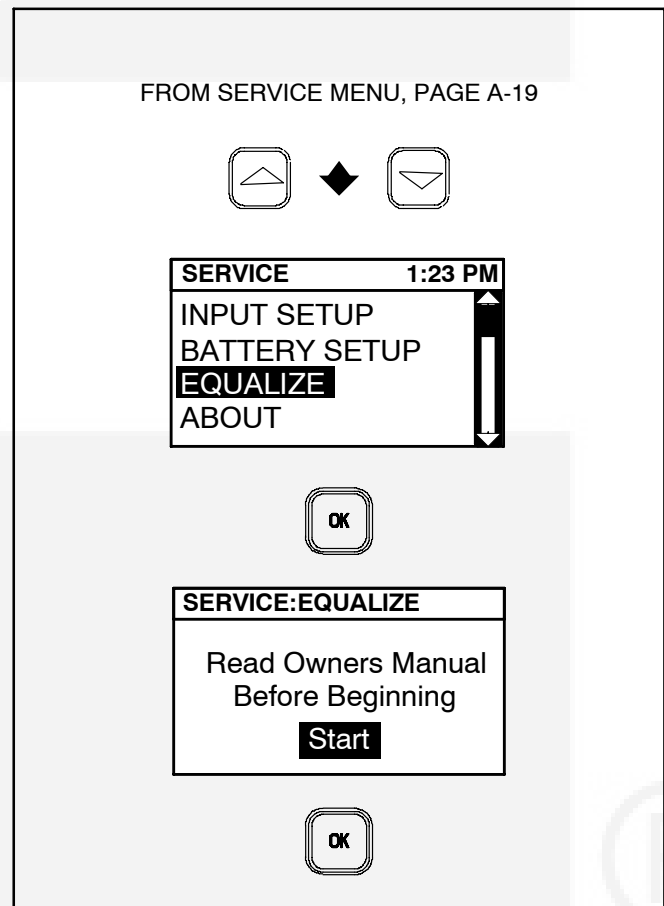 FROM SERVICE MENU, PAGE A-19
SERVICE 1:23 PM
INPUT SETUP
BATTERY SETUP
EQUALIZE
ABOUT
OK
SERVICE:EQUALIZE
Read Owners Manual
Before Beginning
Start
OK